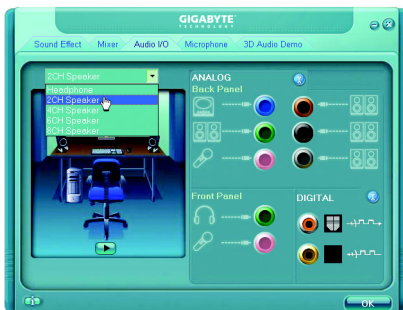 GIGABYTE
TECHNOLOGY
Sound Effect Mixer Audio I/O Microphone 3D Audio Demo
2CH Speaker
Headphone
2CH Speaker
4CH Speaker
6CH Speaker
8CH Speaker
ANALOG
Back Panel
Front Panel
DIGITAL
OK